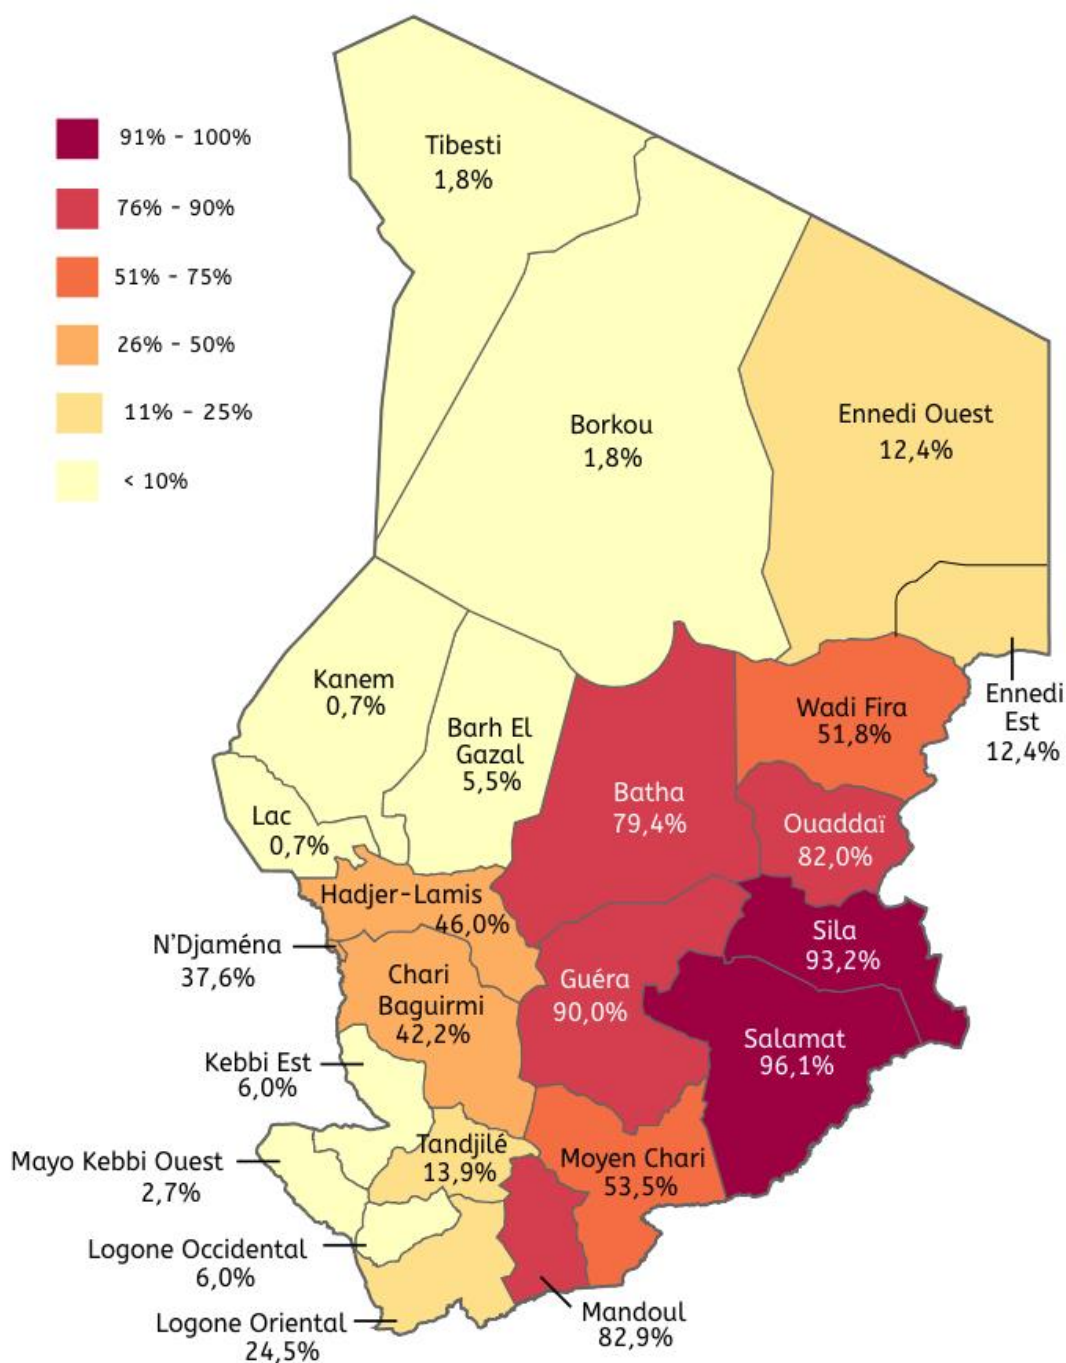 91% - 100%
76% - 90%
51% - 75%
26% - 50%
11% - 25%
< 10%
Tibesti
1,8%
Borkou
1,8%
Ennedi Ouest
12,4%
Ennedi
Est
12,4%
Kanem
0,7%
Barh El
Gazal
5,5%
Lac
0,7%
Wadi Fira
51,8%
Batha
79,4%
Ouaddaï
82,0%
Hadjer-Lamis
46,0%
N'Djaména
37,6%
Chari
Baguirmi
42,2%
Guéra
90,0%
Sila
93,2%
Salamat
96,1%
Kebbi Est
6,0%
Mayo Kebbi Ouest
2,7%
Tandjilé
13,9%
Moyen Chari
53,5%
Logone Occidental
6,0%
Logone Oriental
24,5%
Mandoul
82,9%